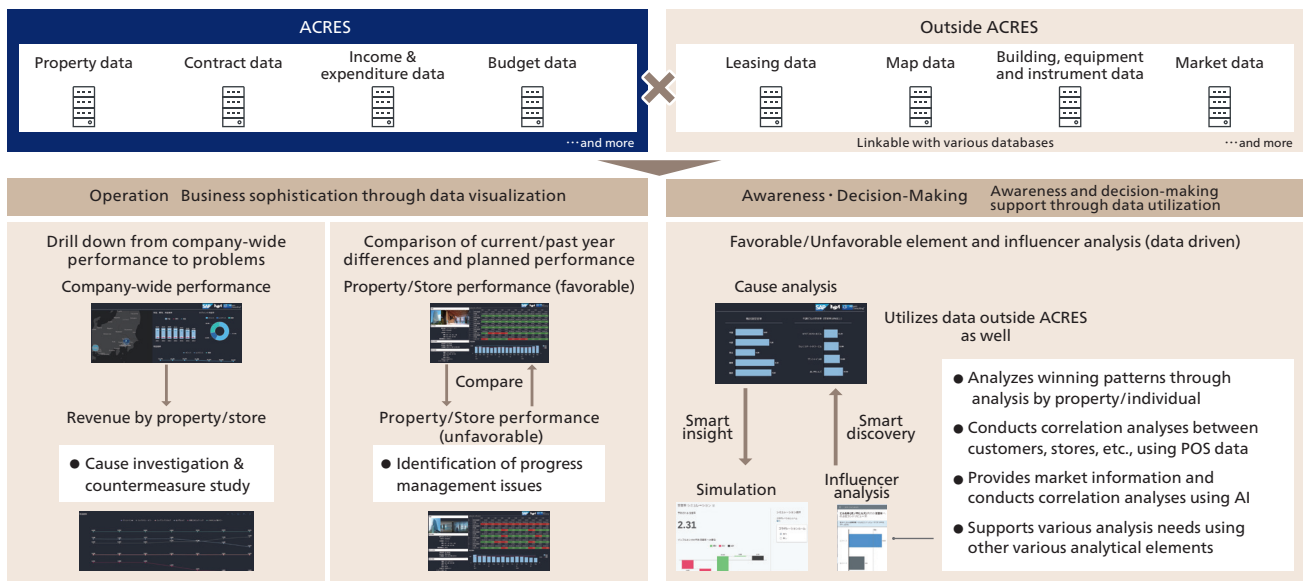 ACRES
Property data
Contract data
Income &
expenditure data
Budget data
…and more
Outside ACRES
Leasing data
Map data
Building, equipment
and instrument data
Market data
Linkable with various databases
…and more
Operation Business sophistication through data visualization
Drill down from company-wide
performance to problems
Company-wide performance
Revenue by property/store
● Cause investigation &
countermeasure study
Comparison of current/past year
differences and planned performance
Property/Store performance (favorable)
Compare
Property/Store performance
(unfavorable)
● Identification of progress
management issues
Awareness・Decision-Making
Awareness and decision-making
support through data utilization
Favorable/Unfavorable element and influencer analysis (data driven)
Cause analysis
SAP
Smart
insight
Smart
discovery
Simulation
2.31
Influencer
analysis
Utilizes data outside ACRES
as well
● Analyzes winning patterns through
analysis by property/individual
● Conducts correlation analyses between
customers, stores, etc., using POS data
● Provides market information and
conducts correlation analyses using AI
● Supports various analysis needs using
other various analytical elements